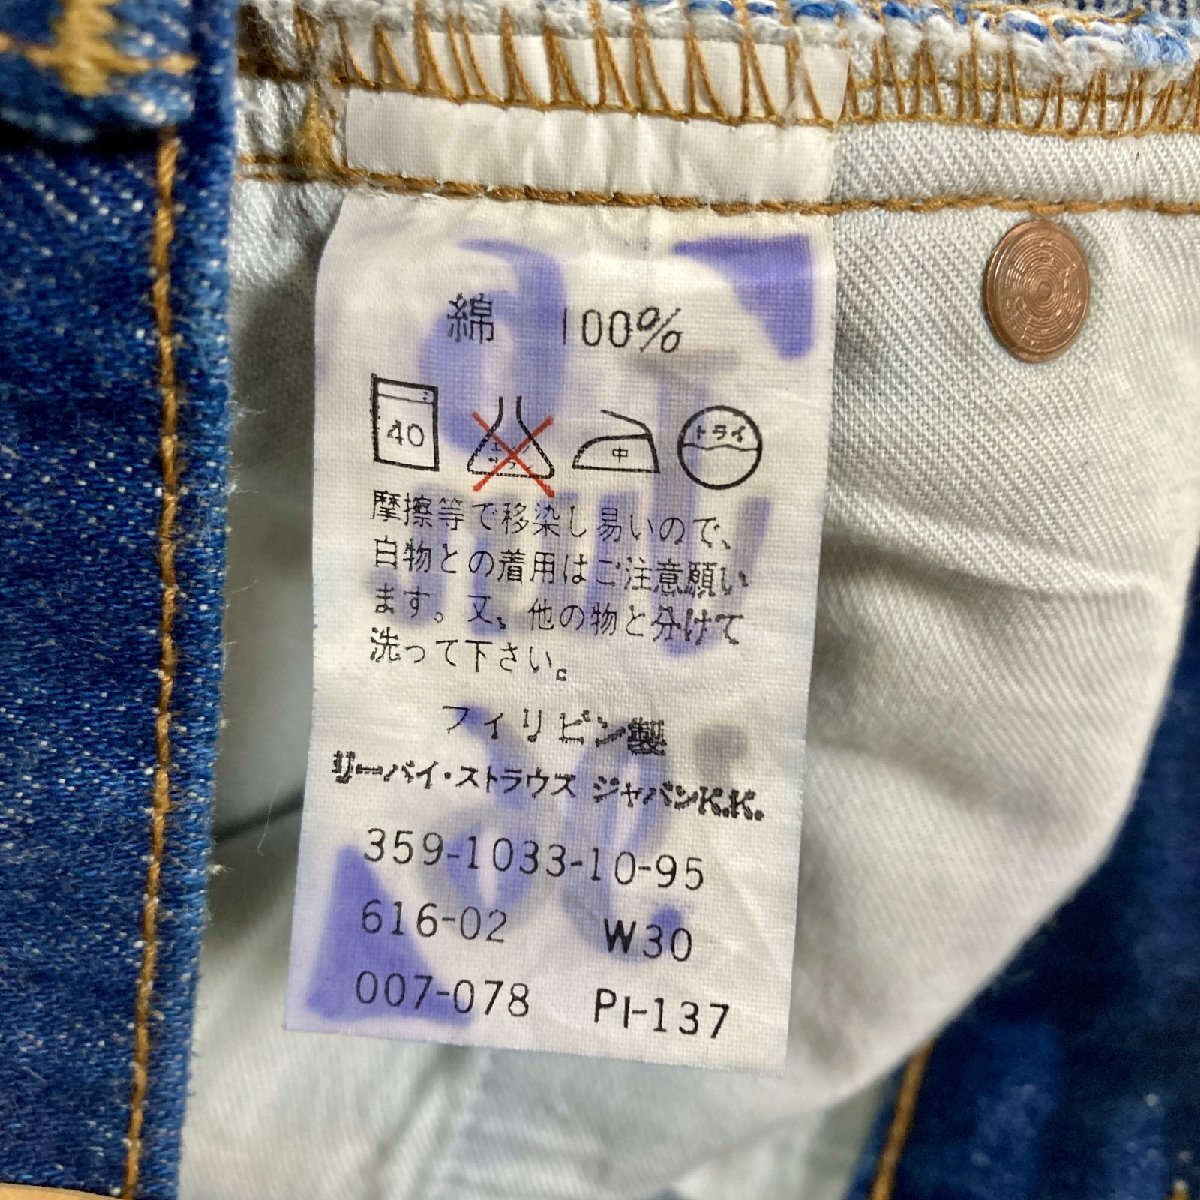 綿 100%
40 中 ドライ
摩擦等で移染し易いので、
白物との着用はご注意願い
ます。又、他の物と分けて
洗って下さい。
フィリピン製
リーバイ・ストラウス ジャパンK.K.
359-1033-10-95
616-02 W30
007-078 PI-137